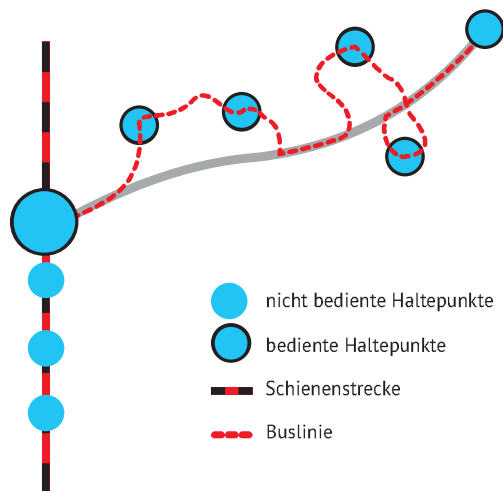 nicht bediente Haltepunkte
bediente Haltepunkte
Schienenstrecke
Buslinie